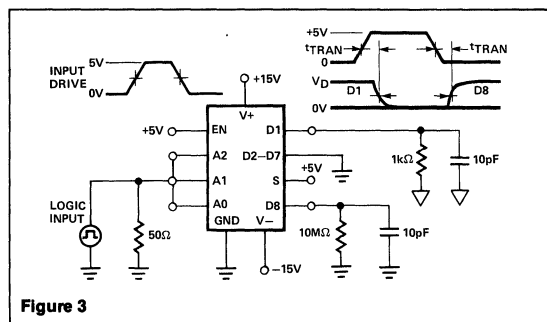 INPUT DRIVE
5V
0V
+15V
+5V
tTRAN
0
tTRAN
VD
D1
D8
0V
V+
+5V
EN
D1
A2
D2–D7
+5V
A1
S
A0
D8
GND
V–
LOGIC INPUT
50Ω
10MΩ
10pF
1kΩ
10pF
–15V
Figure 3